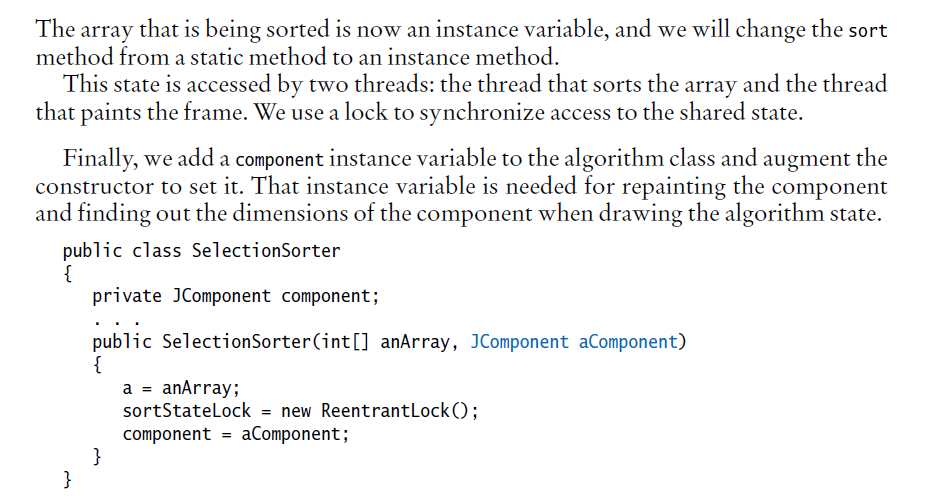 The array that is being sorted is now an instance variable, and we will change the sort
method from a static method to an instance method.
This state is accessed by two threads: the thread that sorts the array and the thread
that paints the frame. We use a lock to synchronize access to the shared state.
Finally, we add a component instance variable to the algorithm class and augment the
constructor to set it. That instance variable is needed for repainting the component
and finding out the dimensions of the component when drawing the algorithm state.
public class SelectionSorter
{
private JComponent component;
. . .
public SelectionSorter(int[] anArray, JComponent aComponent)
{
a = anArray;
sortStateLock = new ReentrantLock();
component = aComponent;
}
}